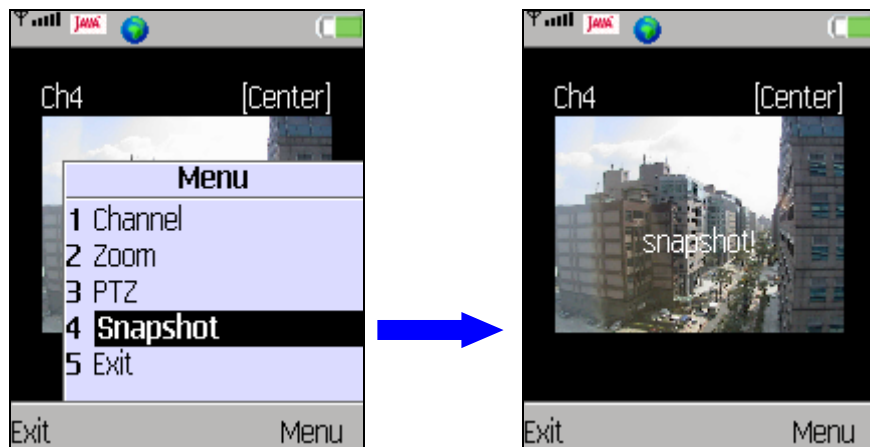 JAVA
Ch4 [Center]
Menu
1 Channel
2 Zoom
3 PTZ
4 Snapshot
5 Exit
Exit Menu
JAVA
Ch4 [Center]
snapshot!
Exit Menu